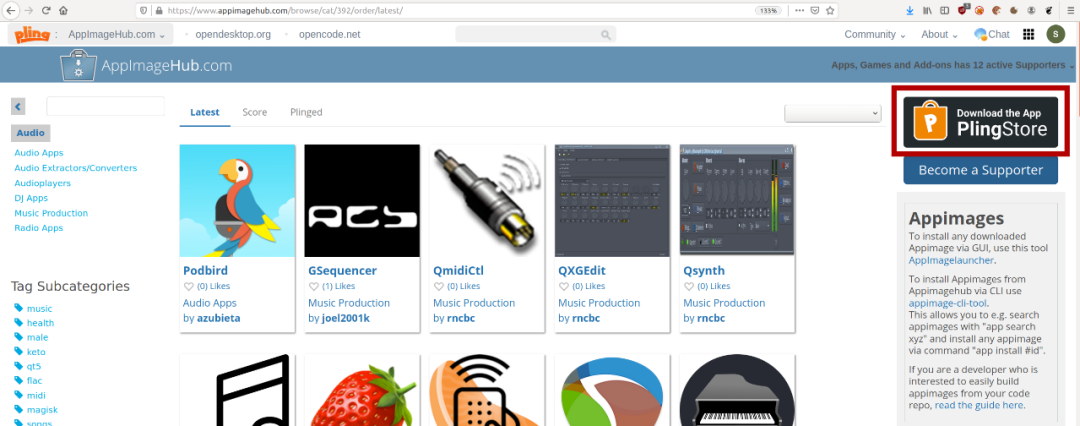 https://www.appimagehub.com/browse/cat/392/order/latest/
133%
pling : AppImageHub.com opendesktop.org opencode.net
Community About Chat S
AppImageHub.com
Apps, Games and Add-ons has 12 active Supporters
Audio
Audio Apps
Audio Extractors/Converters
Audioplayers
DJ Apps
Music Production
Radio Apps
Tag Subcategories
music
health
male
keto
qt5
flac
midi
magisk
songs
Latest Score Plinged
AGS
Podbird
(0) Likes
Audio Apps
by azubieta
GSequencer
(1) Likes
Music Production
by joel2001k
QmidiCtl
(0) Likes
Music Production
by rncbc
QXGEdit
(0) Likes
Music Production
by rncbc
Qsynth
(0) Likes
Music Production
by rncbc
P
Download the App
PlingStore
Become a Supporter
Appimages
To install any downloaded
Appimage via GUI, use this tool
AppImagelauncher.
To install Appimages from
Appimagehub via CLI use
appimage-cli-tool.
This allows you to e.g. search
appimages with "app search
xyz" and install any appimage
via command "app install #id".
If you are a developer who is
interested to easily build
appimages from your code
repo, read the guide here.